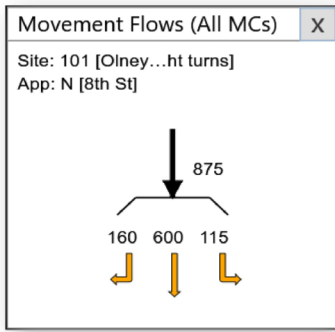 Movement Flows (All MCs) X
Site: 101 [Olney...ht turns]
App: N [8th St]
875
160 600 115